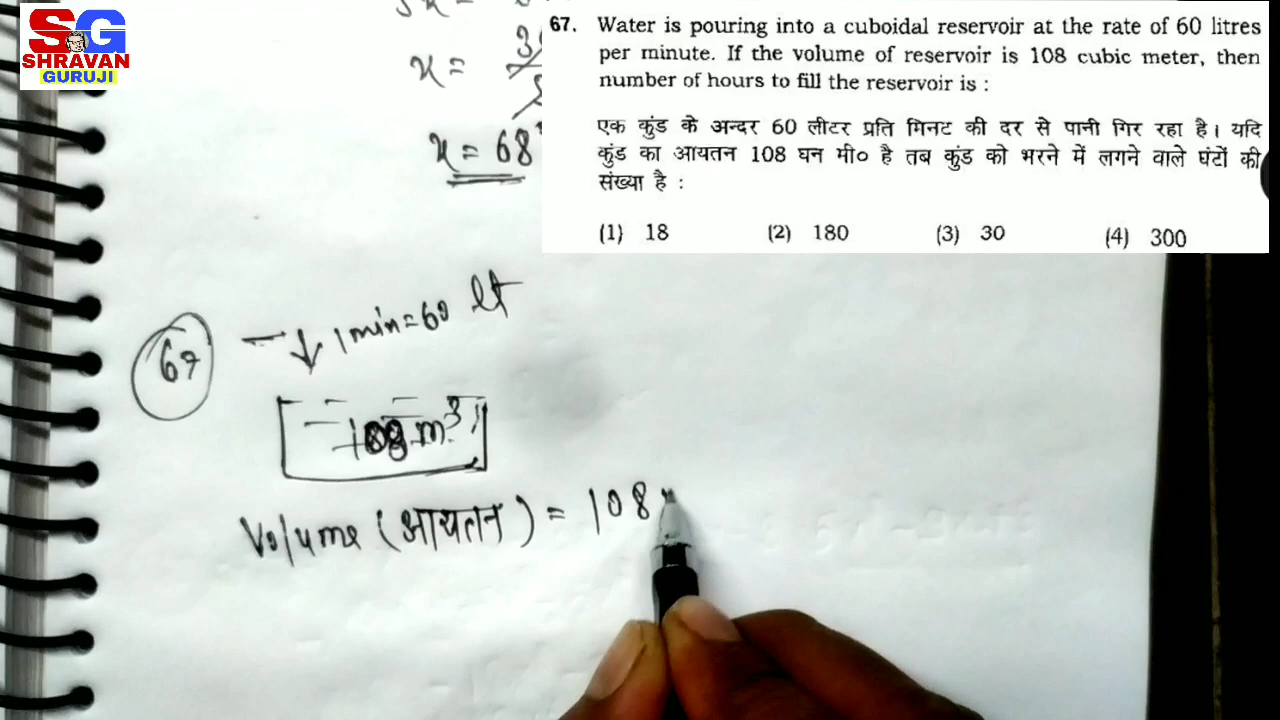 SG
SHRAVAN
GURUJI
x =
x = 68
67. Water is pouring into a cuboidal reservoir at the rate of 60 litres
per minute. If the volume of reservoir is 108 cubic meter, then
number of hours to fill the reservoir is :
एक कुंड के अन्दर 60 लीटर प्रति मिनट की दर से पानी गिर रहा है। यदि
कुंड का आयतन 108 घन मी० है तब कुंड को भरने में लगने वाले घंटों की
संख्या है :
(1) 18 (2) 180 (3) 30 (4) 300
67 1 min = 60 lt
108 m³
Volume (आयतन) = 108